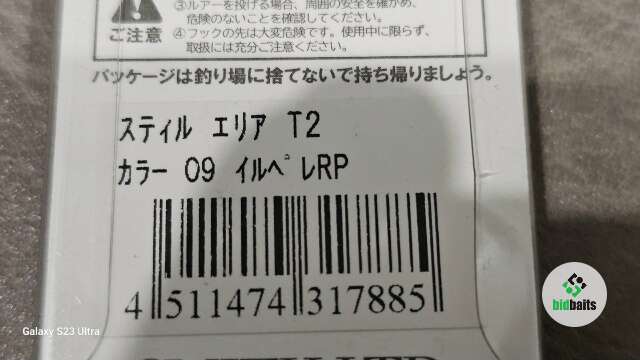 ③ルアーを投げる場合、周囲の安全を確かめ、
危険のないことを確認してください。
④フックの先は大変危険です。使用中に限らず、
取扱には充分ご注意ください。
ご注意
パッケージは釣り場に捨てないで持ち帰りましょう。
スティル エリア T2
カラー 09 イルペレRP
4 511474 317885
bidbaits
Galaxy S23 Ultra